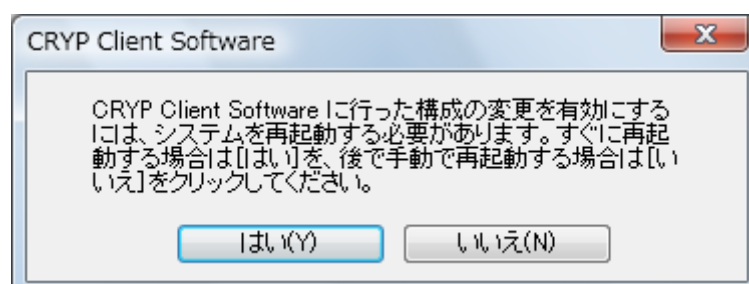 CRYP Client Software
CRYP Client Software に行った構成の変更を有効にする
には、システムを再起動する必要があります。すぐに再起
動する場合は[はい]を、後で手動で再起動する場合は[い
いえ]をクリックしてください。
はい(Y)
いいえ(N)